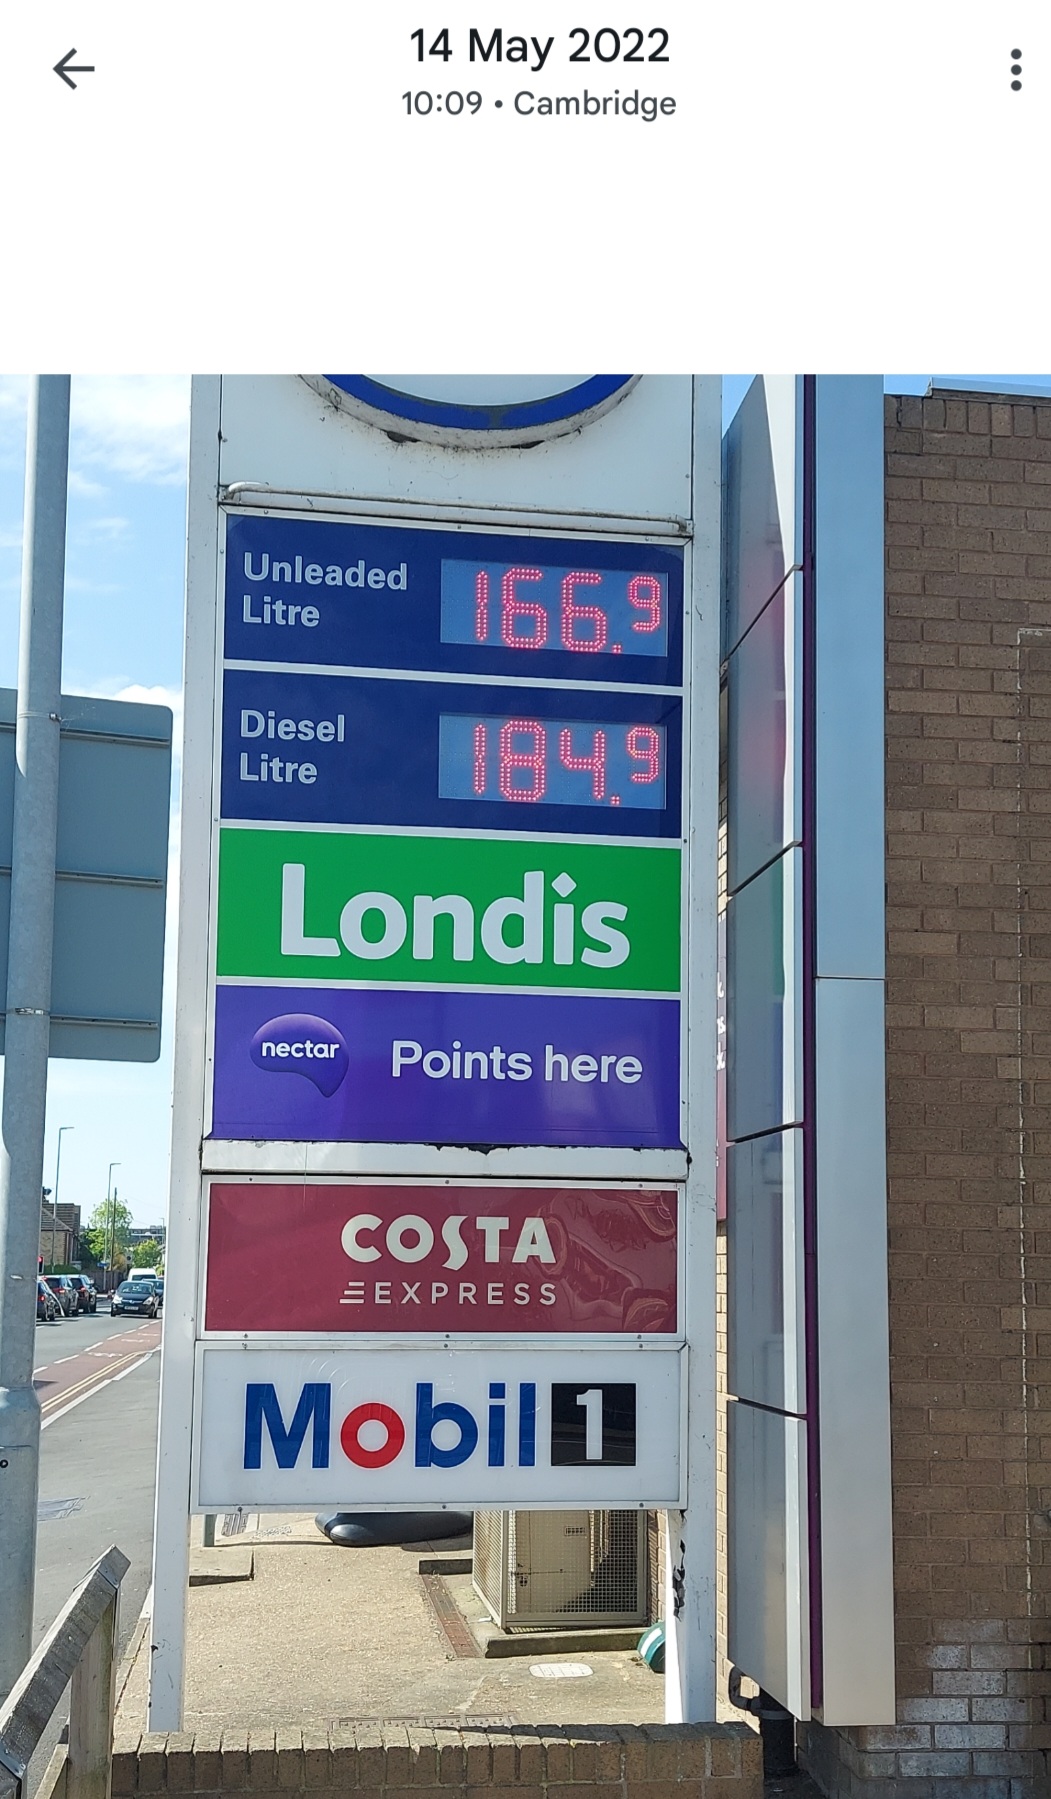 14 May 2022
10:09 • Cambridge
Unleaded
Litre
166.9
Diesel
Litre
184.9
Londis
nectar
Points here
COSTA
EXPRESS
Mobil 1